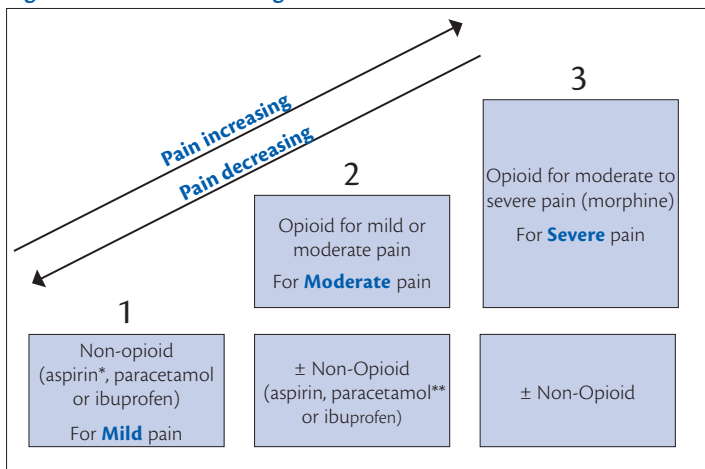 Pain increasing
Pain decreasing
3
Opioid for moderate to
severe pain (morphine)
For Severe pain
2
Opioid for mild or
moderate pain
For Moderate pain
1
Non-opioid
(aspirin*, paracetamol
or ibuprofen)
For Mild pain
± Non-Opioid
(aspirin, paracetamol**
or ibuprofen)
± Non-Opioid